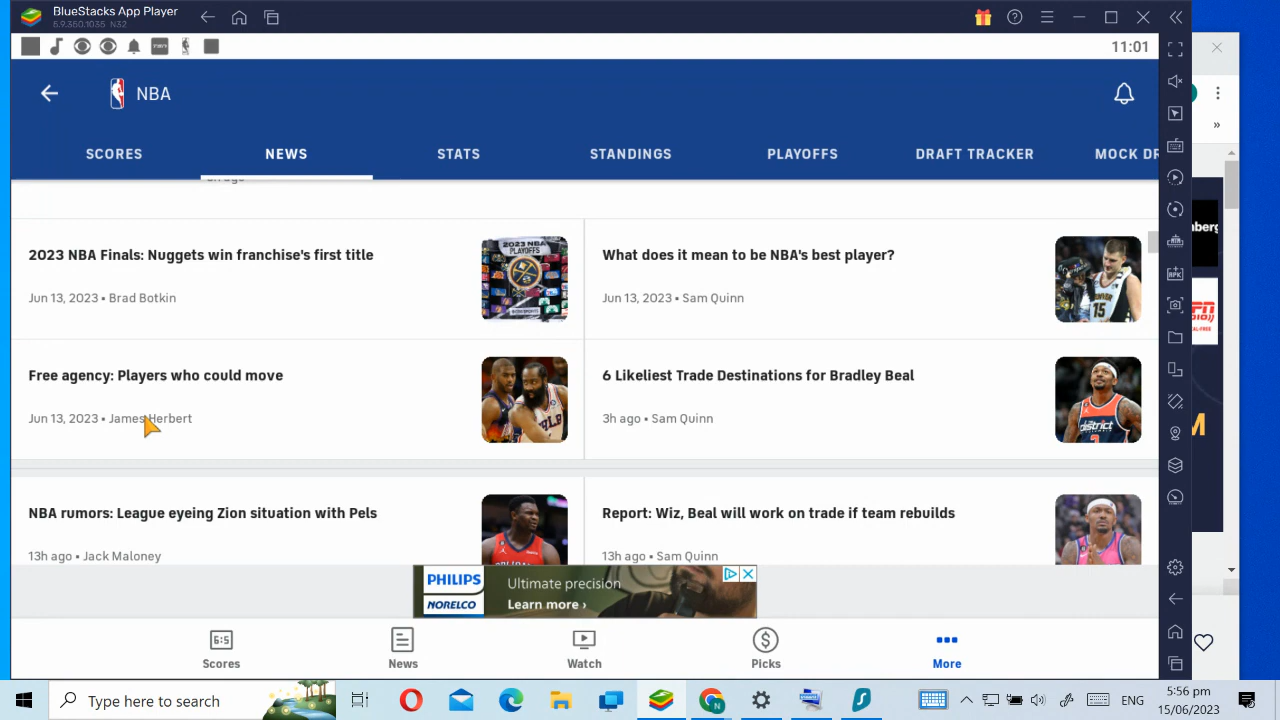 BlueStacks App Player
5.9.350.1035 N32
11:01
NBA
SCORES
NEWS
STATS
STANDINGS
PLAYOFFS
DRAFT TRACKER
MOCK DR
2023 NBA Finals: Nuggets win franchise's first title
Jun 13, 2023 • Brad Botkin
What does it mean to be NBA's best player?
Jun 13, 2023 • Sam Quinn
Free agency: Players who could move
Jun 13, 2023 • James Herbert
6 Likeliest Trade Destinations for Bradley Beal
3h ago • Sam Quinn
NBA rumors: League eyeing Zion situation with Pels
13h ago • Jack Maloney
Report: Wiz, Beal will work on trade if team rebuilds
13h ago • Sam Quinn
PHILIPS
NORELCO
Ultimate precision
Learn more ›
Scores
News
Watch
Picks
More
Type here to search
5:56 pm
15/06/2023